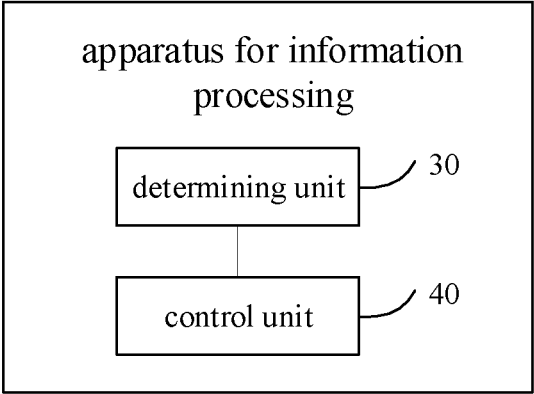 apparatus for information
processing
determining unit
30
control unit
40